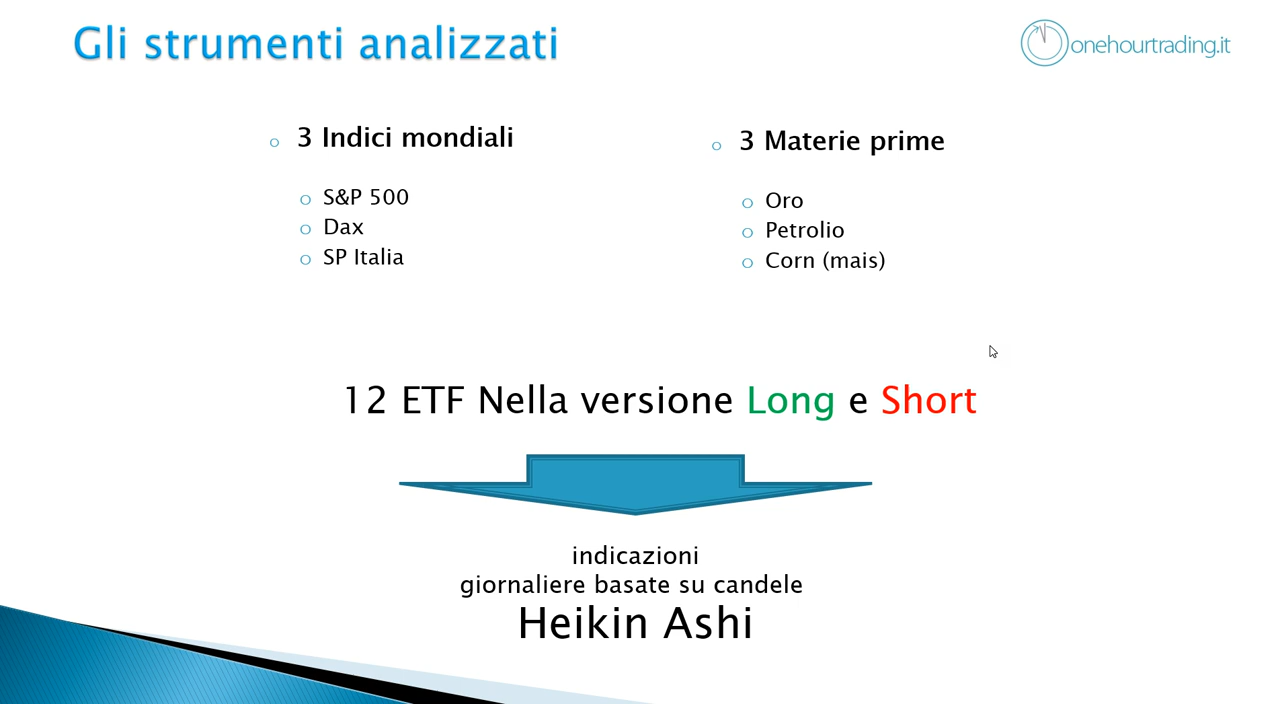 Gli strumenti analizzati
onehourtrading.it
3 Indici mondiali
S&P 500
Dax
SP Italia
3 Materie prime
Oro
Petrolio
Corn (mais)
12 ETF Nella versione Long e Short
indicazioni
giornaliere basate su candele
Heikin Ashi